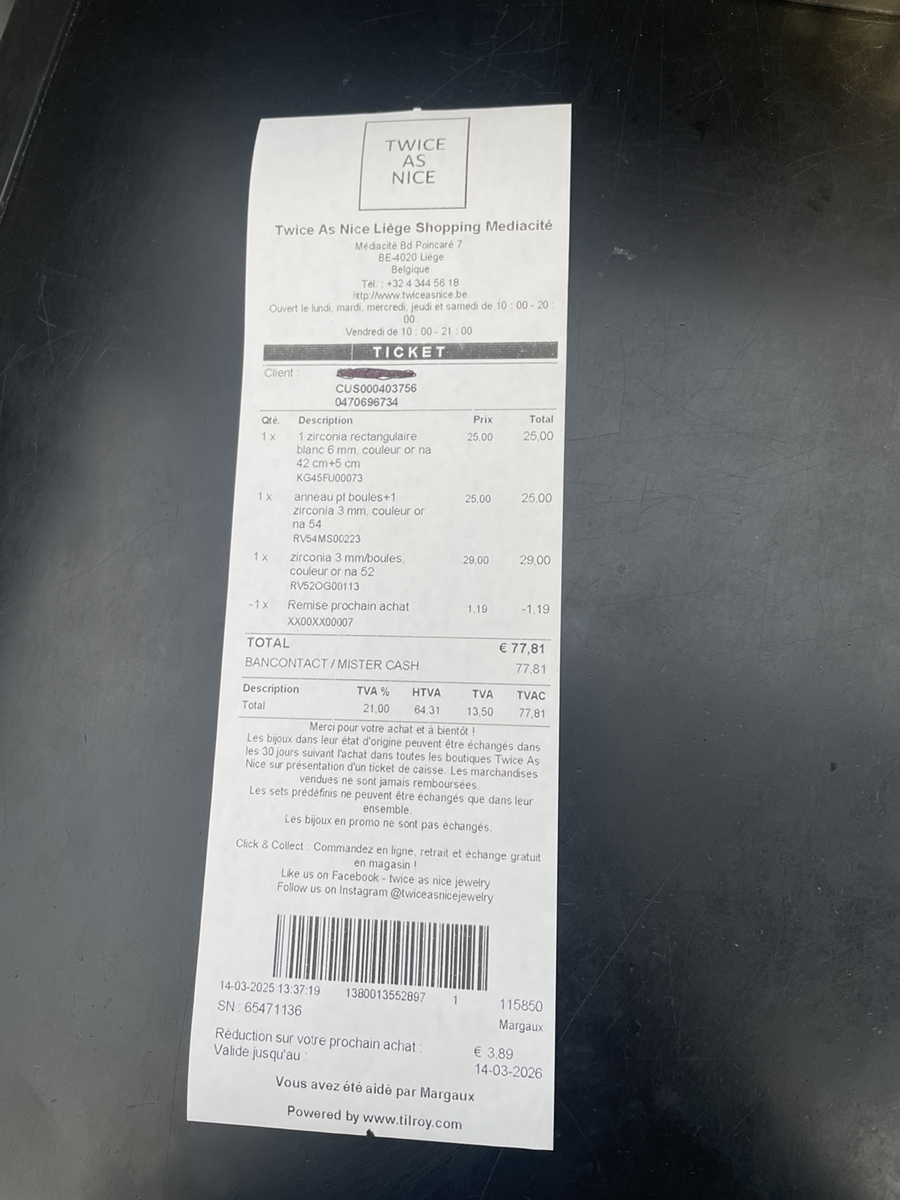 TWICE
AS
NICE
Twice As Nice Liège Shopping Mediacité
Médiacité Bd Poincaré 7
BE-4020 Liège
Belgique
Tél. : +32 4 344 56 18
http://www.twiceasnice.be
Ouvert le lundi, mardi, mercredi, jeudi et samedi de 10 : 00 - 20 :
00
Vendredi de 10 : 00 - 21 : 00
TICKET
Client :
CUS000403756
0470696734
Qté. Description Prix Total
1 x 1 zirconia rectangulaire 25,00 25,00
blanc 6 mm, couleur or na
42 cm+5 cm
KG45FU00073
1 x anneau pt boules+1 25,00 25,00
zirconia 3 mm, couleur or
na 54
RV54MS00223
1 x zirconia 3 mm/boules, 29,00 29,00
couleur or na 52
RV52OG00113
-1 x Remise prochain achat 1,19 -1,19
XX00XX00007
TOTAL € 77,81
BANCONTACT / MISTER CASH 77,81
Description TVA % HTVA TVA TVAC
Total 21,00 64,31 13,50 77,81
Merci pour votre achat et à bientôt !
Les bijoux dans leur état d'origine peuvent être échangés dans
les 30 jours suivant l'achat dans toutes les boutiques Twice As
Nice sur présentation d'un ticket de caisse. Les marchandises
vendues ne sont jamais remboursées.
Les sets prédéfinis ne peuvent être échangés que dans leur
ensemble.
Les bijoux en promo ne sont pas échangés.
Click & Collect : Commandez en ligne, retrait et échange gratuit
en magasin !
Like us on Facebook - twice as nice jewelry
Follow us on Instagram @twiceasnicejewelry
14-03-2025 13:37:19 1380013552897 1 115850
SN : 65471136 Margaux
Réduction sur votre prochain achat : € 3,89
Valide jusqu'au : 14-03-2026
Vous avez été aidé par Margaux
Powered by www.tilroy.com